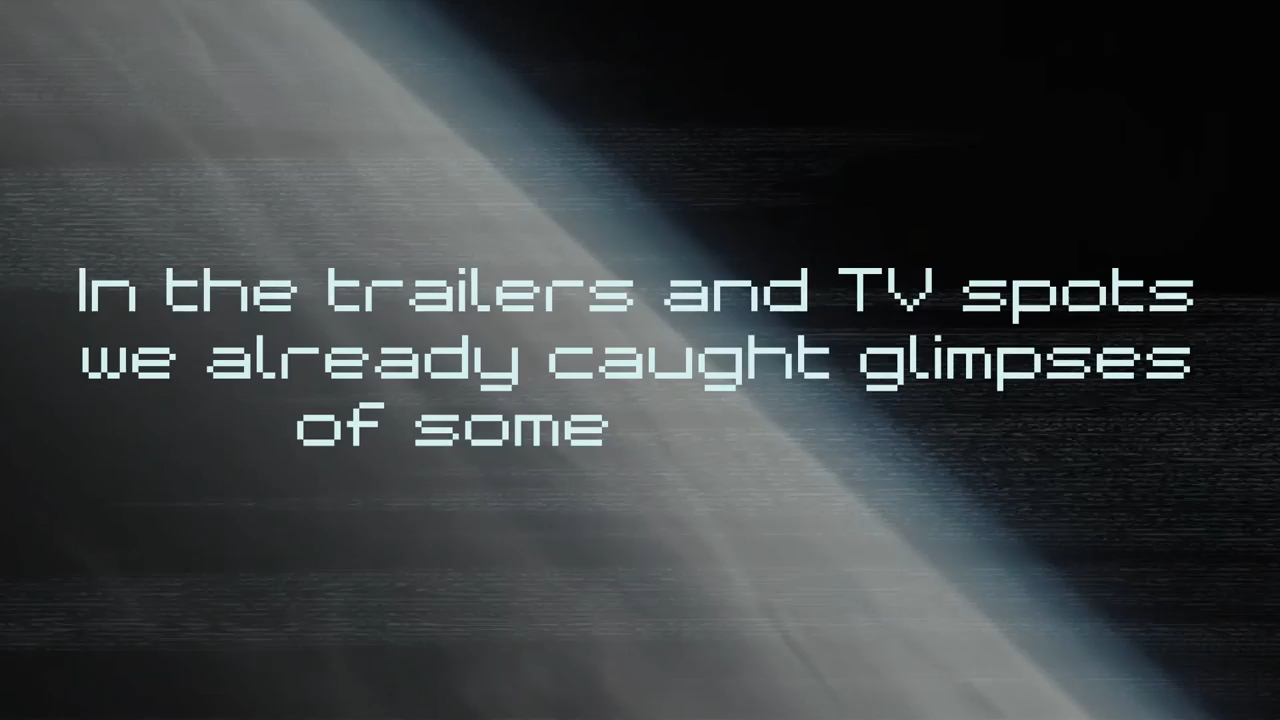 In the trailers and TV spots
we already caught glimpses
of some